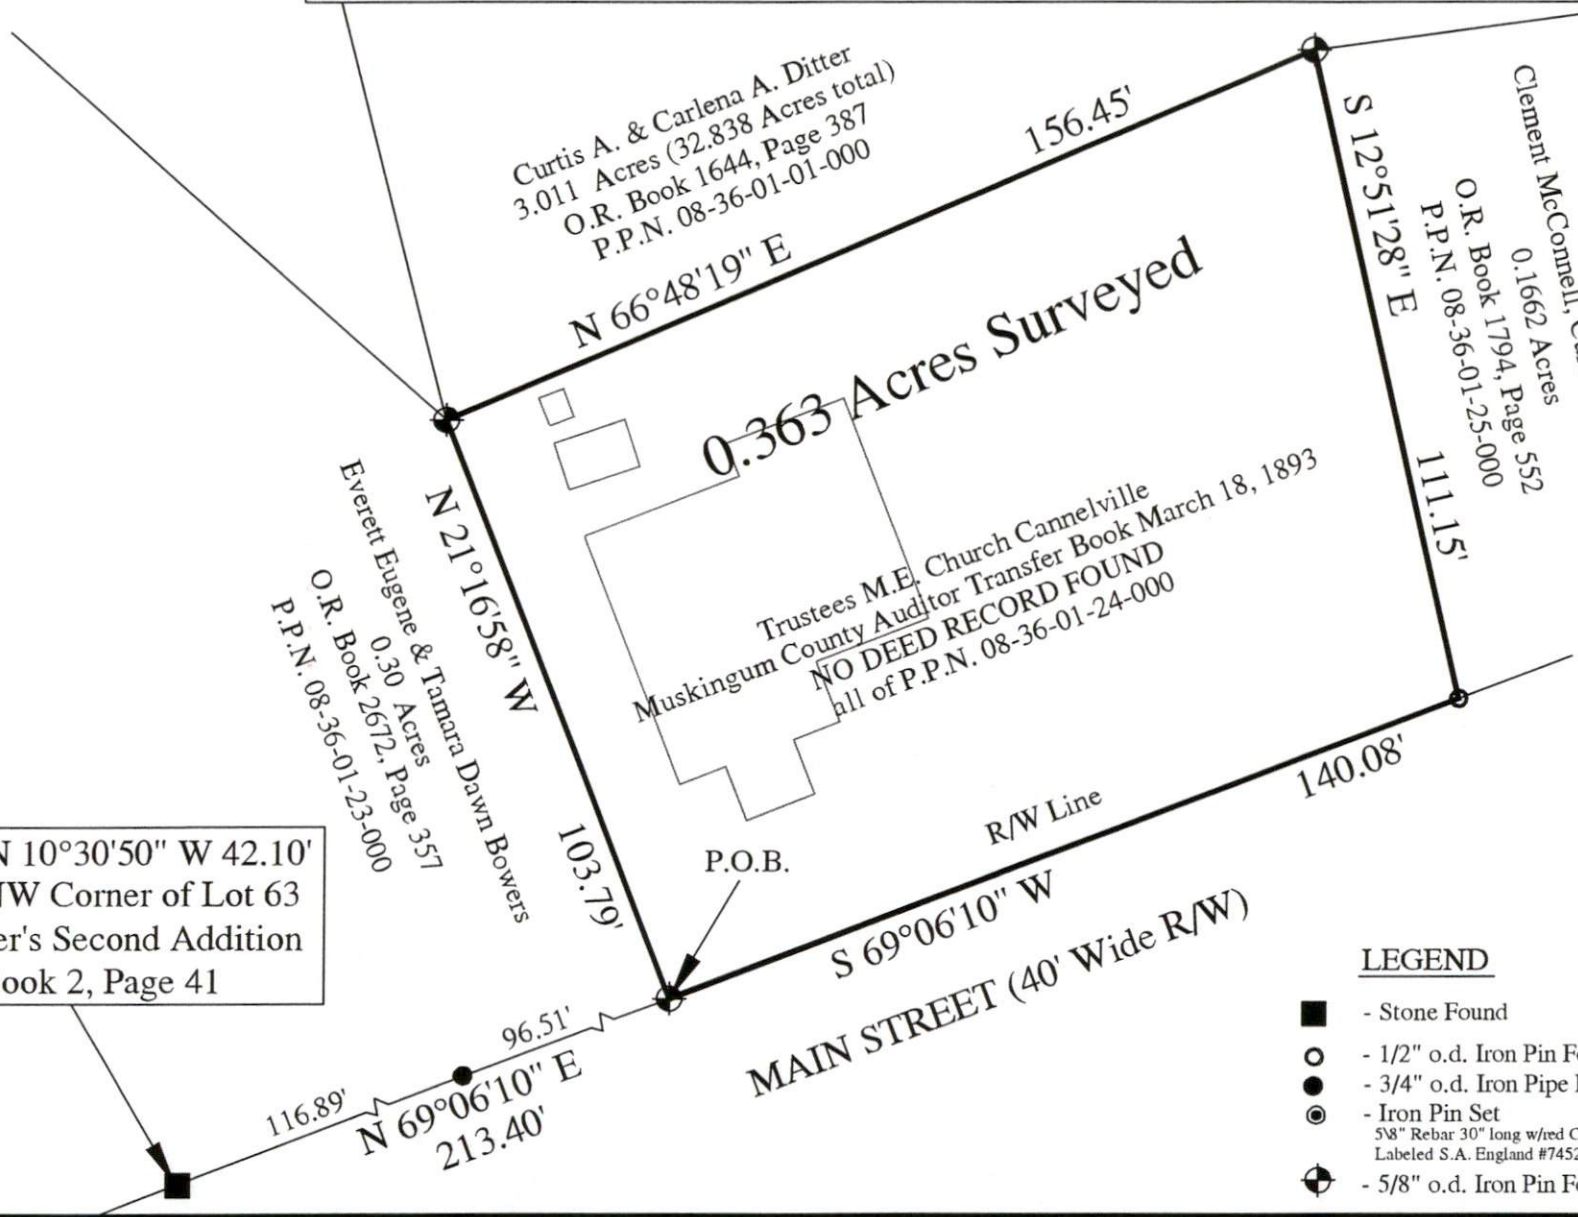 Curtis A. & Carlena A. Ditter
3.011 Acres (32.838 Acres total)
O.R. Book 1644, Page 387
P.P.N. 08-36-01-01-000
156.45'
N 66°48'19" E
S 12°51'28" E
111.15'
Clement McConnell,
0.1662 Acres
O.R. Book 1794, Page 552
P.P.N. 08-36-01-25-000
0.363 Acres Surveyed
Trustees M.E. Church Cannelville
Muskingum County Auditor Transfer Book March 18, 1893
NO DEED RECORD FOUND
all of P.P.N. 08-36-01-24-000
N 21°16'58" W
103.79'
Everett Eugene & Tamara Dawn Bowers
0.30 Acres
O.R. Book 2672, Page 357
P.P.N. 08-36-01-23-000
N 10°30'50" W 42.10'
NW Corner of Lot 63
er's Second Addition
ook 2, Page 41
P.O.B.
R/W Line
140.08'
S 69°06'10" W
MAIN STREET (40' Wide R/W)
96.51'
116.89'
N 69°06'10" E
213.40'
LEGEND
- Stone Found
- 1/2" o.d. Iron Pin F
- 3/4" o.d. Iron Pipe
- Iron Pin Set
5\8" Rebar 30" long w/red C
Labeled S.A. England #7452
- 5/8" o.d. Iron Pin F